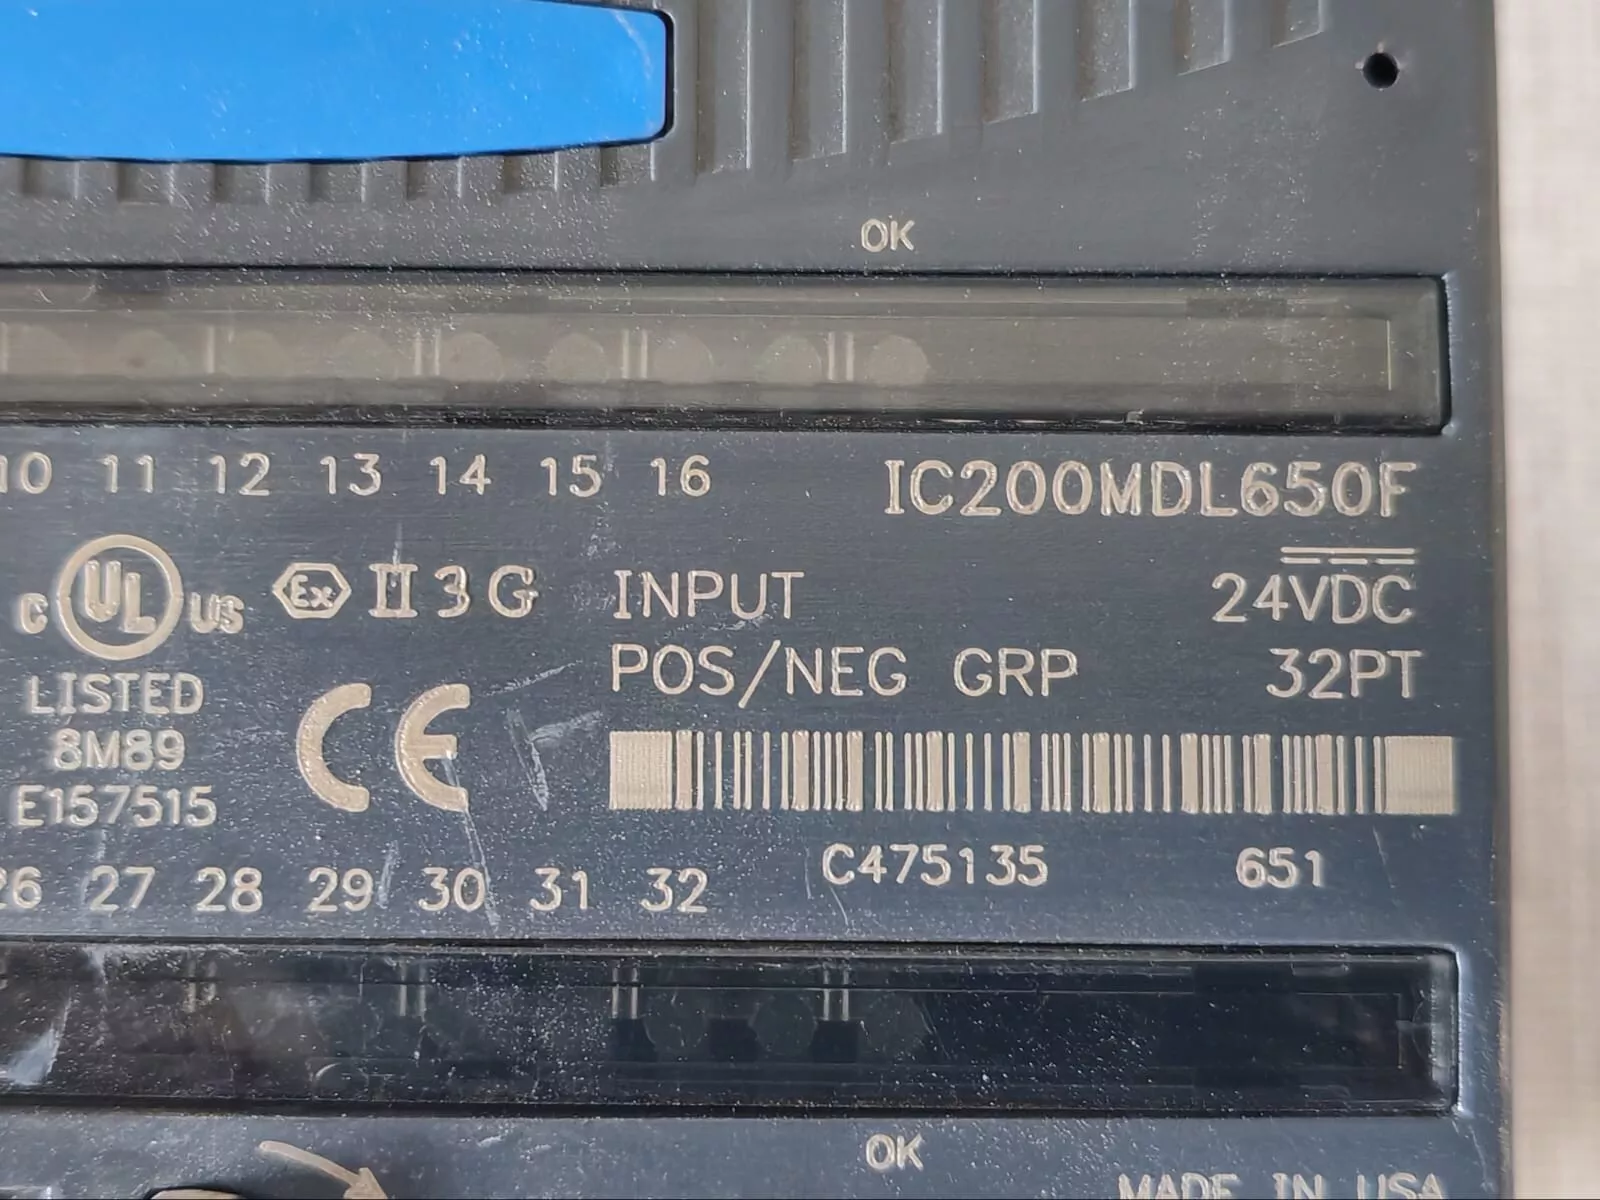 OK
10 11 12 13 14 15 16
IC200MDL650F
C UL US Ex II 3 G
INPUT 24VDC
POS/NEG GRP 32PT
LISTED
8M89
E157515
CE
C475135 651
26 27 28 29 30 31 32
OK
MADE IN USA